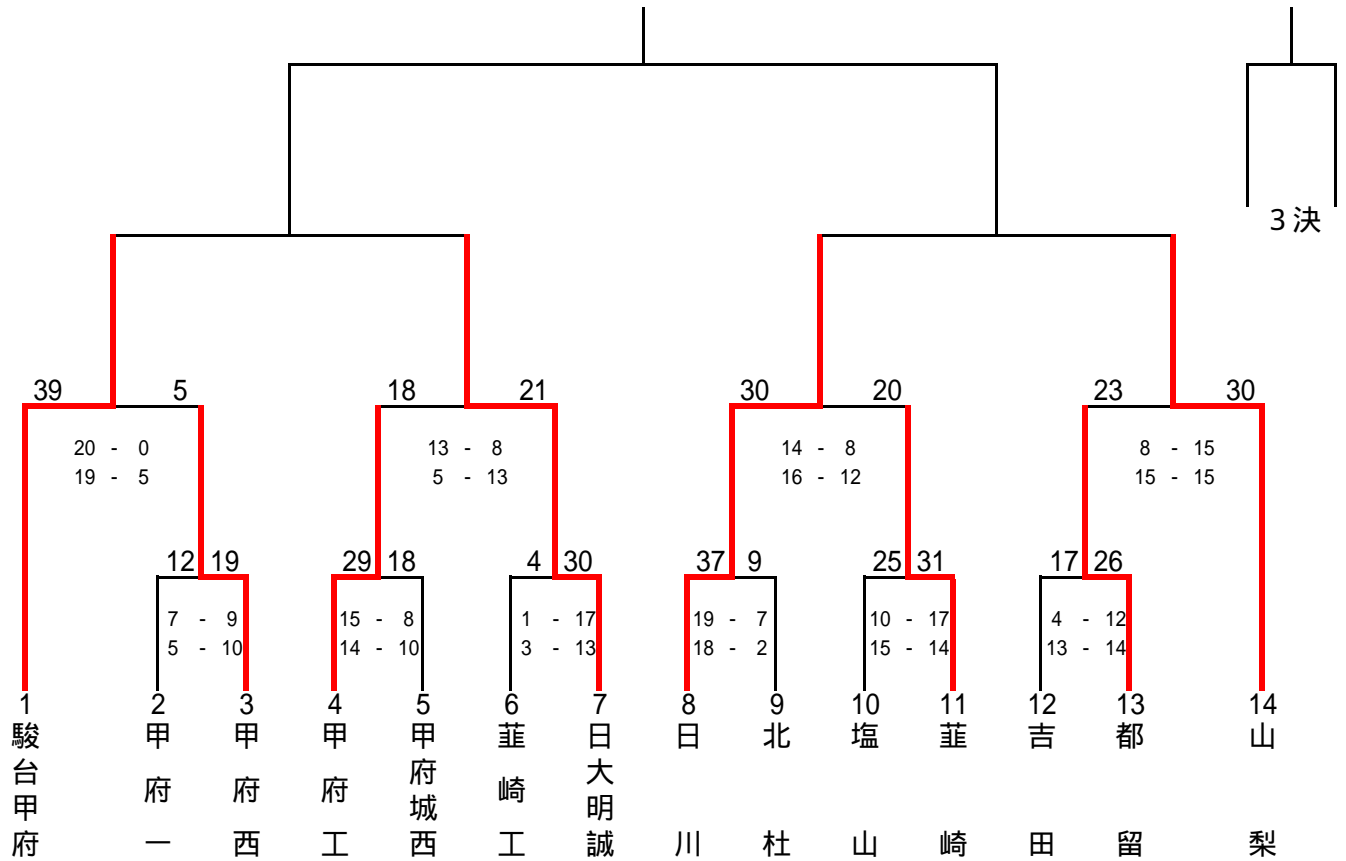 3決
39 5 18 21 30 20 23 30
20 - 0 13 - 8 14 - 8 8 - 15
19 - 5 5 - 13 16 - 12 15 - 15
12 19 29 18 4 30 37 9 25 31 17 26
7 - 9 15 - 8 1 - 17 19 - 7 10 - 17 4 - 12
5 - 10 14 - 10 3 - 13 18 - 2 15 - 14 13 - 14
1 2 3 4 5 6 7 8 9 10 11 12 13 14
駿台甲府
甲府一
甲府西
甲府工
甲府城西
韮崎工
日大明誠
日川
北杜
塩山
韮崎
吉田
都留
山梨